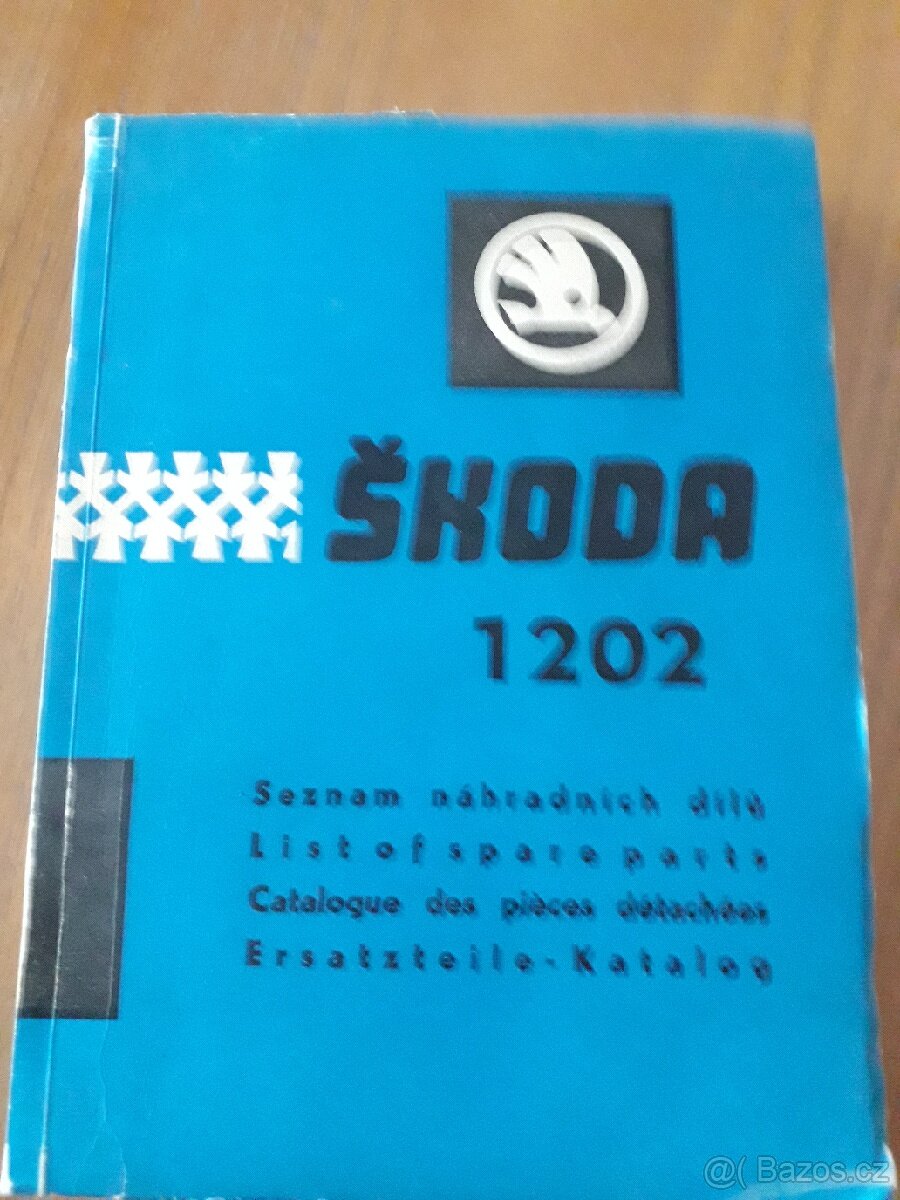 ŠKODA
1202
Seznam náhradních dílů
List of spare parts
Catalogue des pièces détachées
Ersatzteile-Katalog
@( Bazos.cz